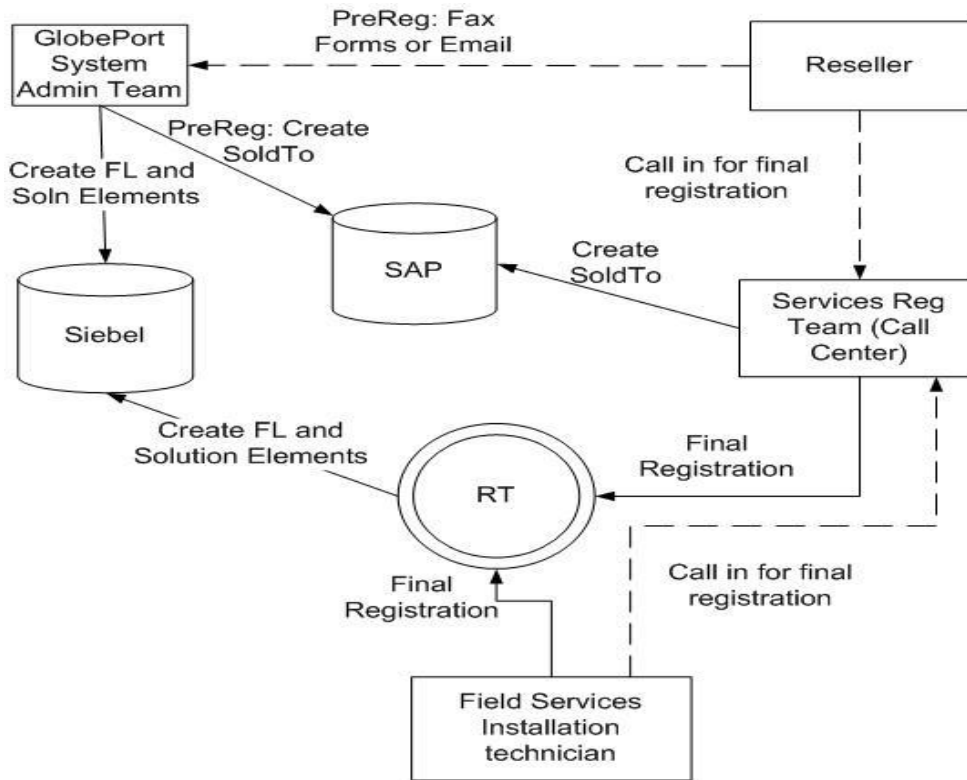 GlobePort
System
Admin Team
PreReg: Fax
Forms or Email
Reseller
PreReg: Create
SoldTo
Create FL and
Soln Elements
Call in for final
registration
SAP
Create
SoldTo
Services Reg
Team (Call
Center)
Siebel
Create FL and
Solution Elements
RT
Final
Registration
Final
Registration
Call in for final
registration
Field Services
Installation
technician